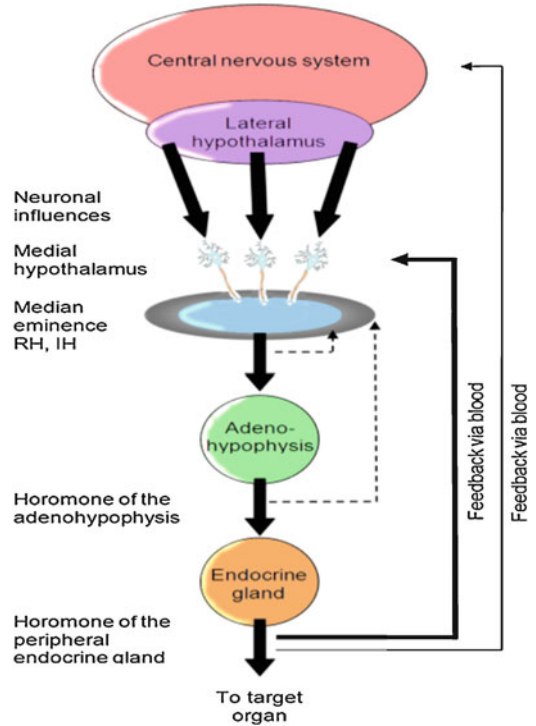 Central nervous system
Lateral
hypothalamus
Neuronal
influences
Medial
hypothalamus
Median
eminence
RH, IH
Adeno-
hypophysis
Horomone of the
adenohypophysis
Endocrine
gland
Horomone of the
peripheral
endocrine gland
To target
organ
Feedback via blood
Feedback via blood